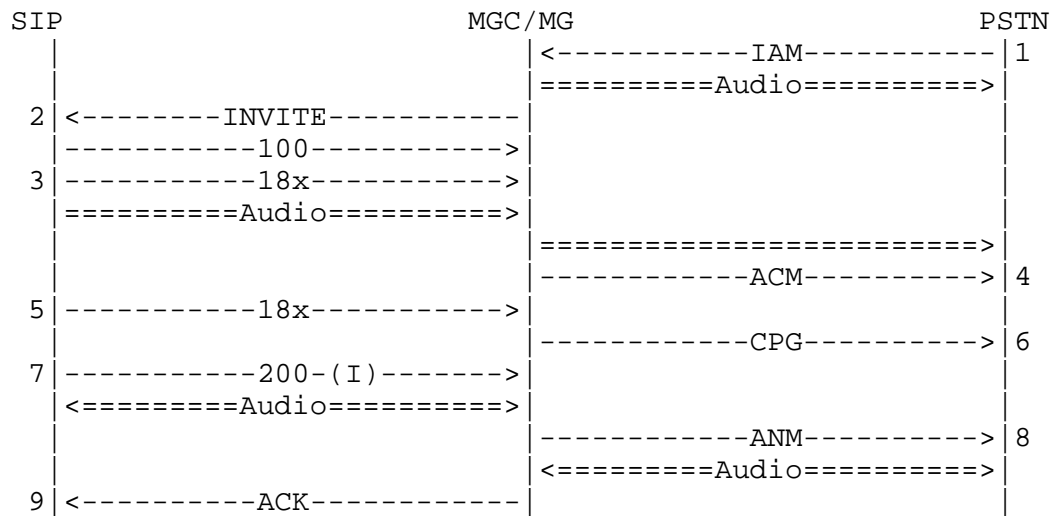 SIP                       MGC/MG                          PSTN
  |                          |<-----------IAM-----------|1
  |                          |==========Audio==========>|
 2|<--------INVITE-----------|                          |
  |-----------100----------->|                          |
 3|-----------18x----------->|                          |
  |==========Audio==========>|                          |
  |                          |=========================>|
  |                          |------------ACM---------->|4
 5|-----------18x----------->|                          |
  |                          |------------CPG---------->|6
 7|-----------200-(I)------->|                          |
  |<=========Audio==========>|                          |
  |                          |------------ANM---------->|8
  |                          |<=========Audio==========>|
 9|<----------ACK------------|                          |